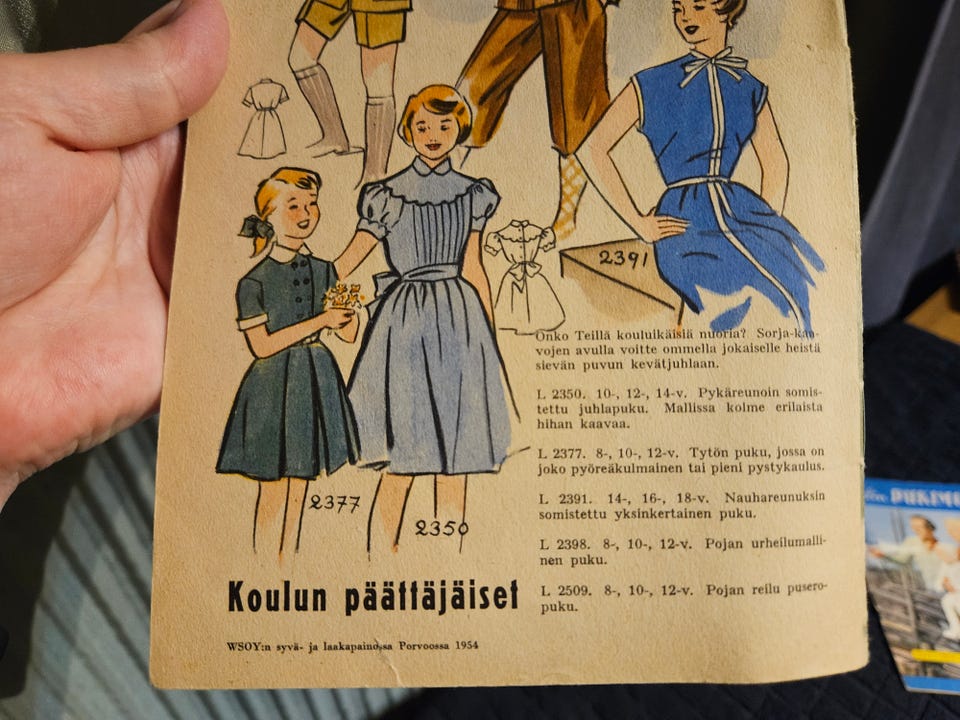 2391
Onko Teillä kouluikäisiä nuoria? Sorja-kaa-
vojen avulla voitte ommella jokaiselle heistä
sievän puvun kevätjuhlaan.
L 2350. 10-, 12-, 14-v. Pykäreunoin somis-
tettu juhlapuku. Mallissa kolme erilaista
hihan kaavaa.
L 2377. 8-, 10-, 12-v. Tytön puku, jossa on
joko pyöreäkulmainen tai pieni pystykaulus.
L 2391. 14-, 16-, 18-v. Nauhareunuksin
somistettu yksinkertainen puku.
L 2398. 8-, 10-, 12-v. Pojan urheilumalli-
nen puku.
L 2509. 8-, 10-, 12-v. Pojan reilu pusero-
puku.
2377
2350
Koulun päättäjäiset
WSOY:n syvä- ja laakapainossa Porvoossa 1954